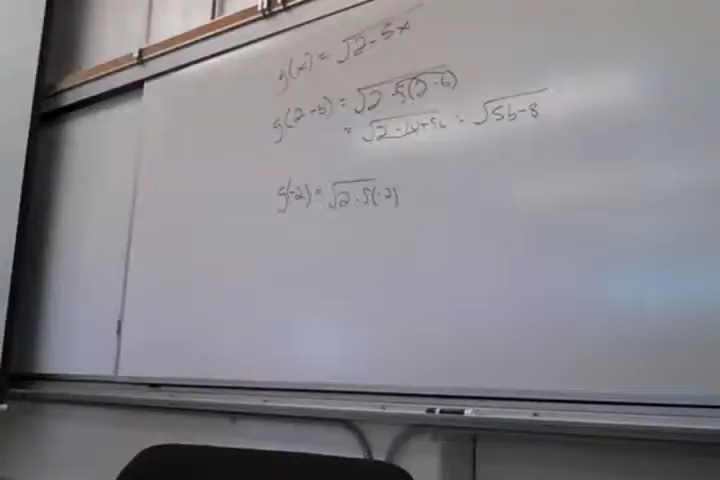 g(x) = √2-5x
g(2-b) = √2-5(2-b)
= √2-10+5b = √5b-8
g(-2) = √2-5(-2)